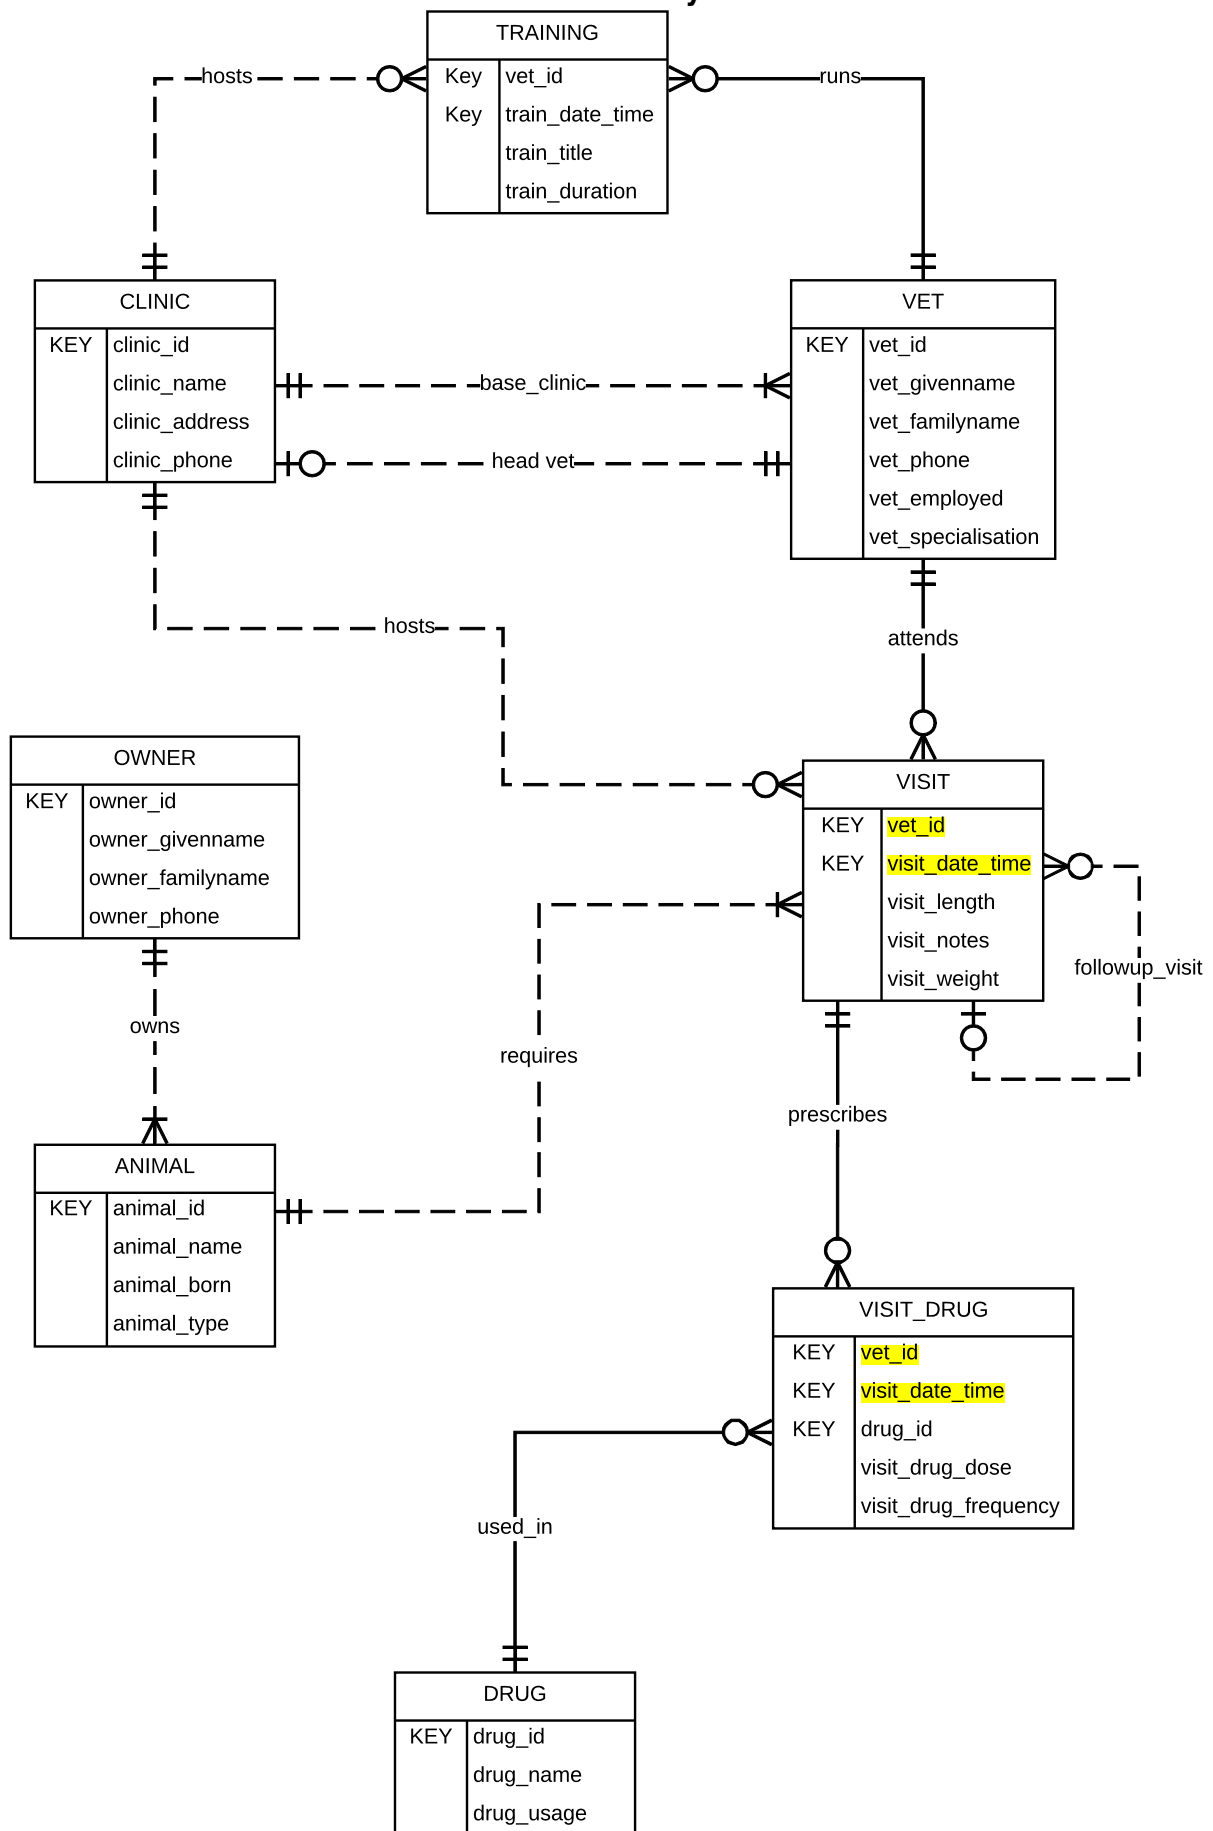 TRAINING
Key vet_id
Key train_date_time
train_title
train_duration
hosts
runs
CLINIC
KEY clinic_id
clinic_name
clinic_address
clinic_phone
VET
KEY vet_id
vet_givenname
vet_familyname
vet_phone
vet_employed
vet_specialisation
base_clinic
head vet
hosts
attends
OWNER
KEY owner_id
owner_givenname
owner_familyname
owner_phone
VISIT
KEY vet_id
KEY visit_date_time
visit_length
visit_notes
visit_weight
followup_visit
owns
requires
prescribes
ANIMAL
KEY animal_id
animal_name
animal_born
animal_type
VISIT_DRUG
KEY vet_id
KEY visit_date_time
KEY drug_id
visit_drug_dose
visit_drug_frequency
used_in
DRUG
KEY drug_id
drug_name
drug_usage